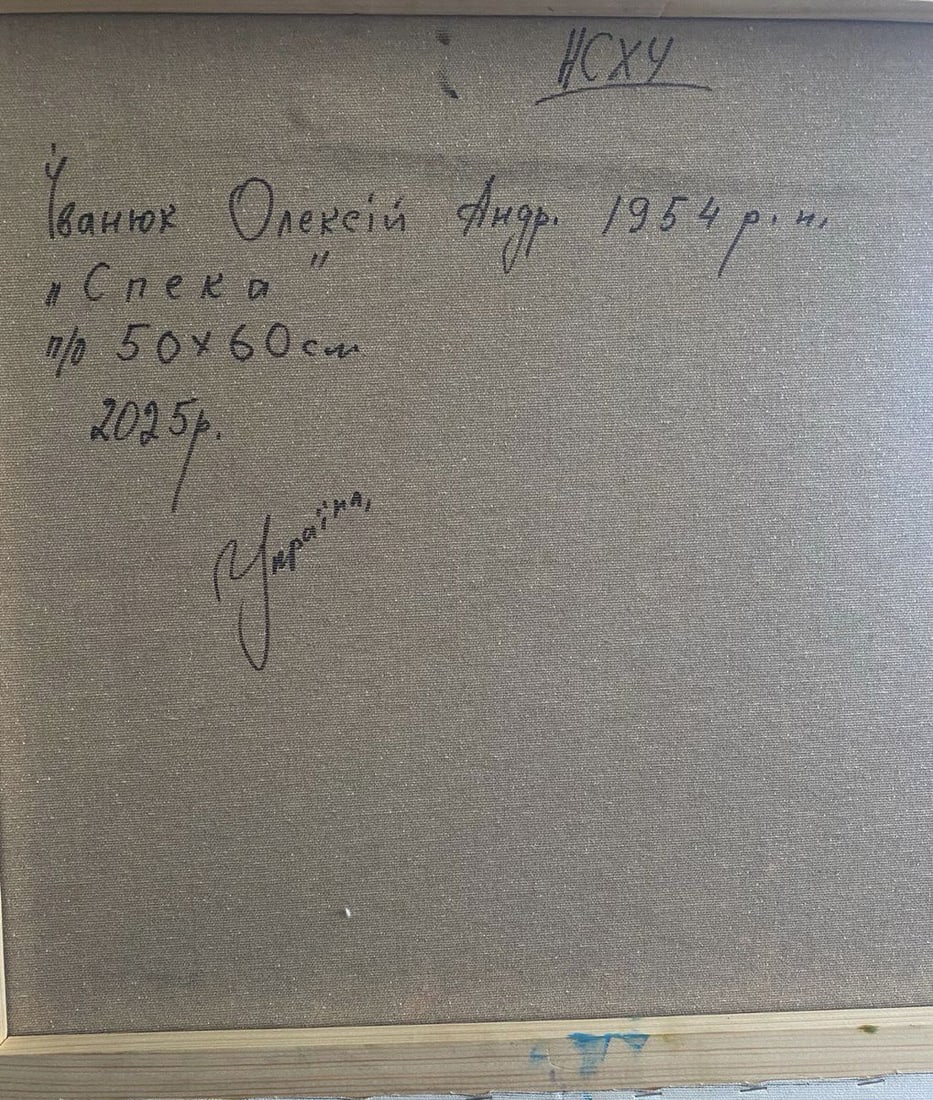 НСХУ
Іванюк Олексій Андр. 1954 р. н.
„Спека"
п/о 50х60см
2025р.
Україна,